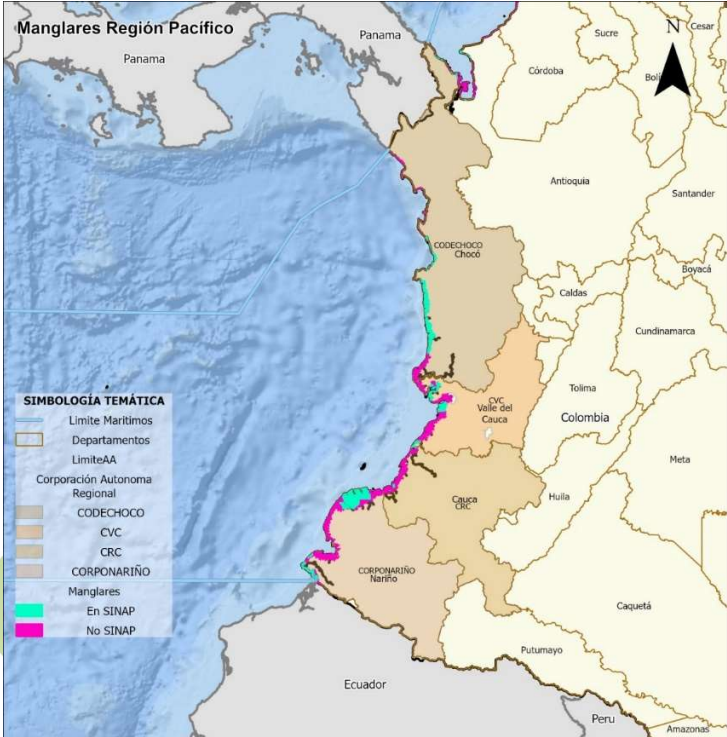 Manglares Región Pacífico
Panama
Panama
N
Cesar
Sucre
Córdoba
Antioquia
Santander
CODECHOCO
Chocó
Boyacá
Caldas
Cundinamarca
SIMBOLOGÍA TEMÁTICA
Limite Maritimos
Departamentos
LimiteAA
Corporación Autonoma
Regional
CODECHOCO
CVC
CRC
CORPONARIÑO
Manglares
En SINAP
No SINAP
CVC
Valle del
Cauca
Tolima
Colombia
Meta
Huila
Cauca
CRC
CORPONARIÑO
Nariño
Caquetá
Putumayo
Ecuador
Peru
Amazonas